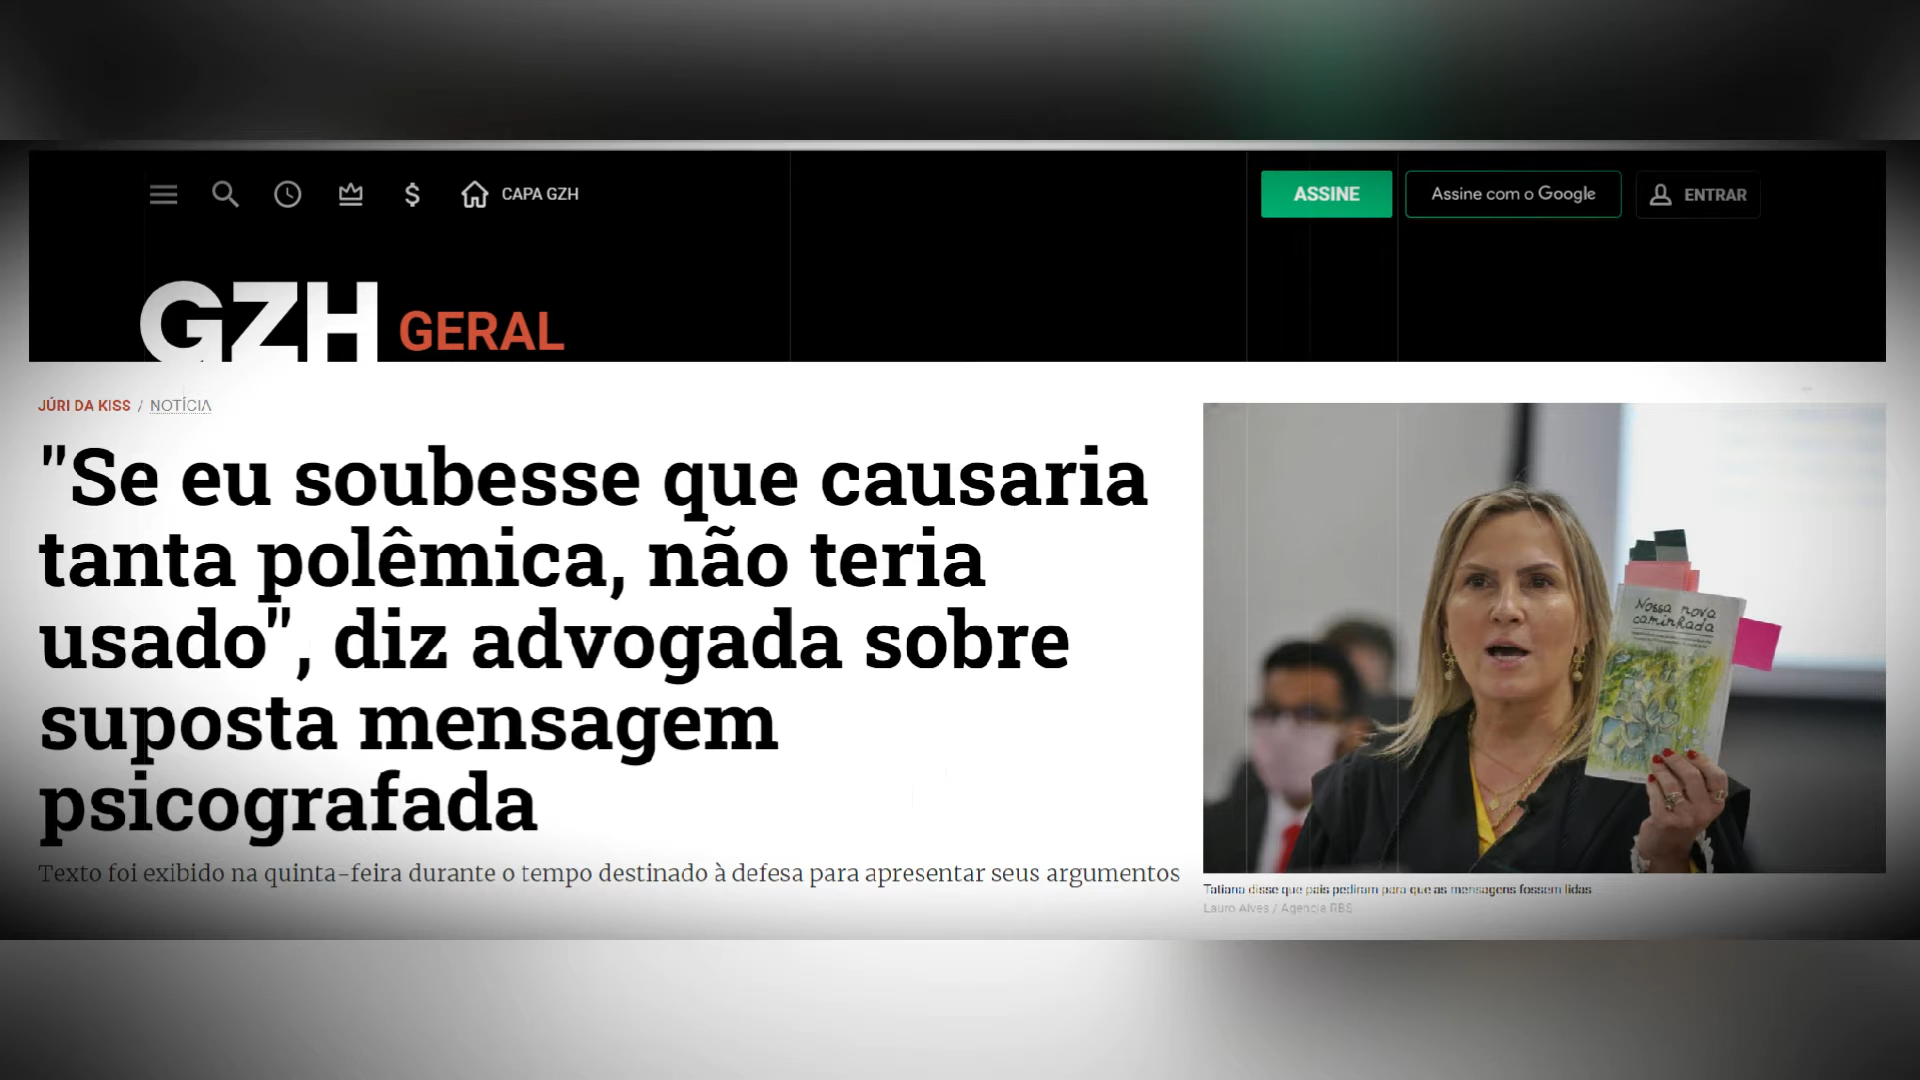 CAPA GZH
ASSINE
Assine com o Google
ENTRAR
GZH GERAL
JÚRI DA KISS / NOTÍCIA
"Se eu soubesse que causaria
tanta polêmica, não teria
usado", diz advogada sobre
suposta mensagem
psicografada
Texto foi exibido na quinta-feira durante o tempo destinado à defesa para apresentar seus argumentos
Nossa nova
caminhada
Tatiana disse que pais pediram para que as mensagens fossem lidas
Lauro Alves / Agencia RBS